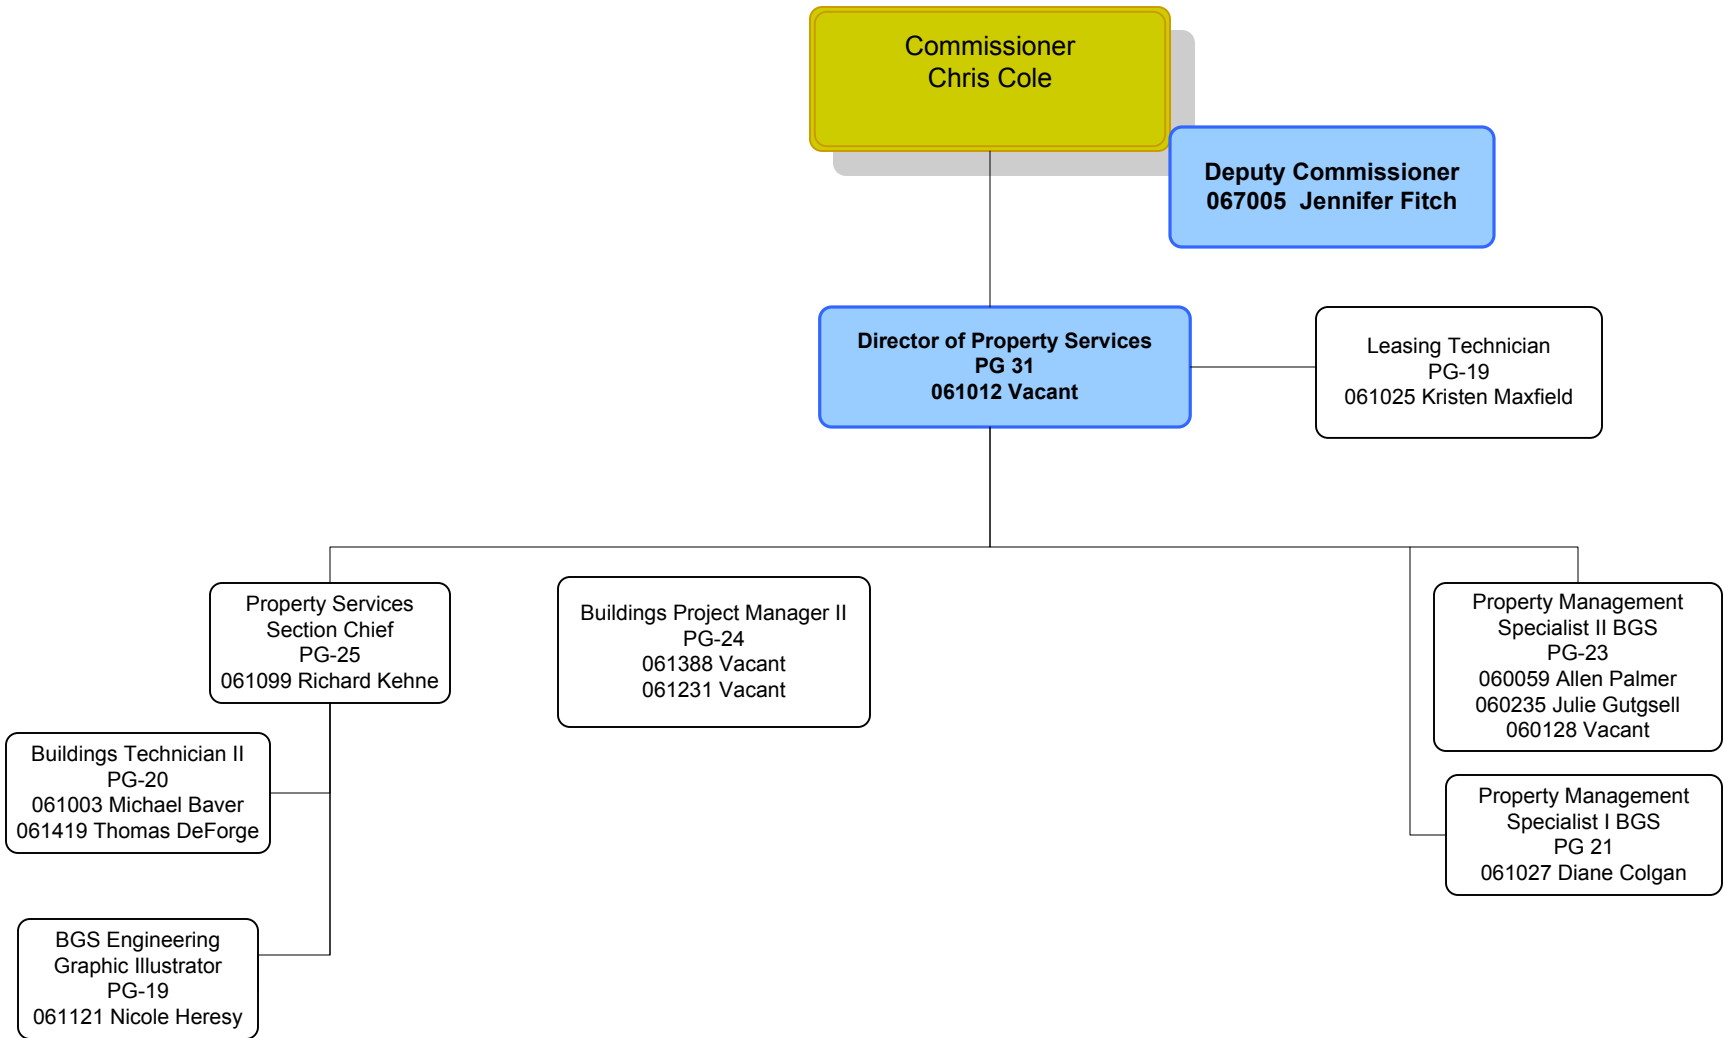 Commissioner
Chris Cole
Deputy Commissioner
067005 Jennifer Fitch
Director of Property Services
PG 31
061012 Vacant
Leasing Technician
PG-19
061025 Kristen Maxfield
Property Services
Section Chief
PG-25
061099 Richard Kehne
Buildings Project Manager II
PG-24
061388 Vacant
061231 Vacant
Property Management
Specialist II BGS
PG-23
060059 Allen Palmer
060235 Julie Gutgsell
060128 Vacant
Buildings Technician II
PG-20
061003 Michael Baver
061419 Thomas DeForge
Property Management
Specialist I BGS
PG 21
061027 Diane Colgan
BGS Engineering
Graphic Illustrator
PG-19
061121 Nicole Heresy